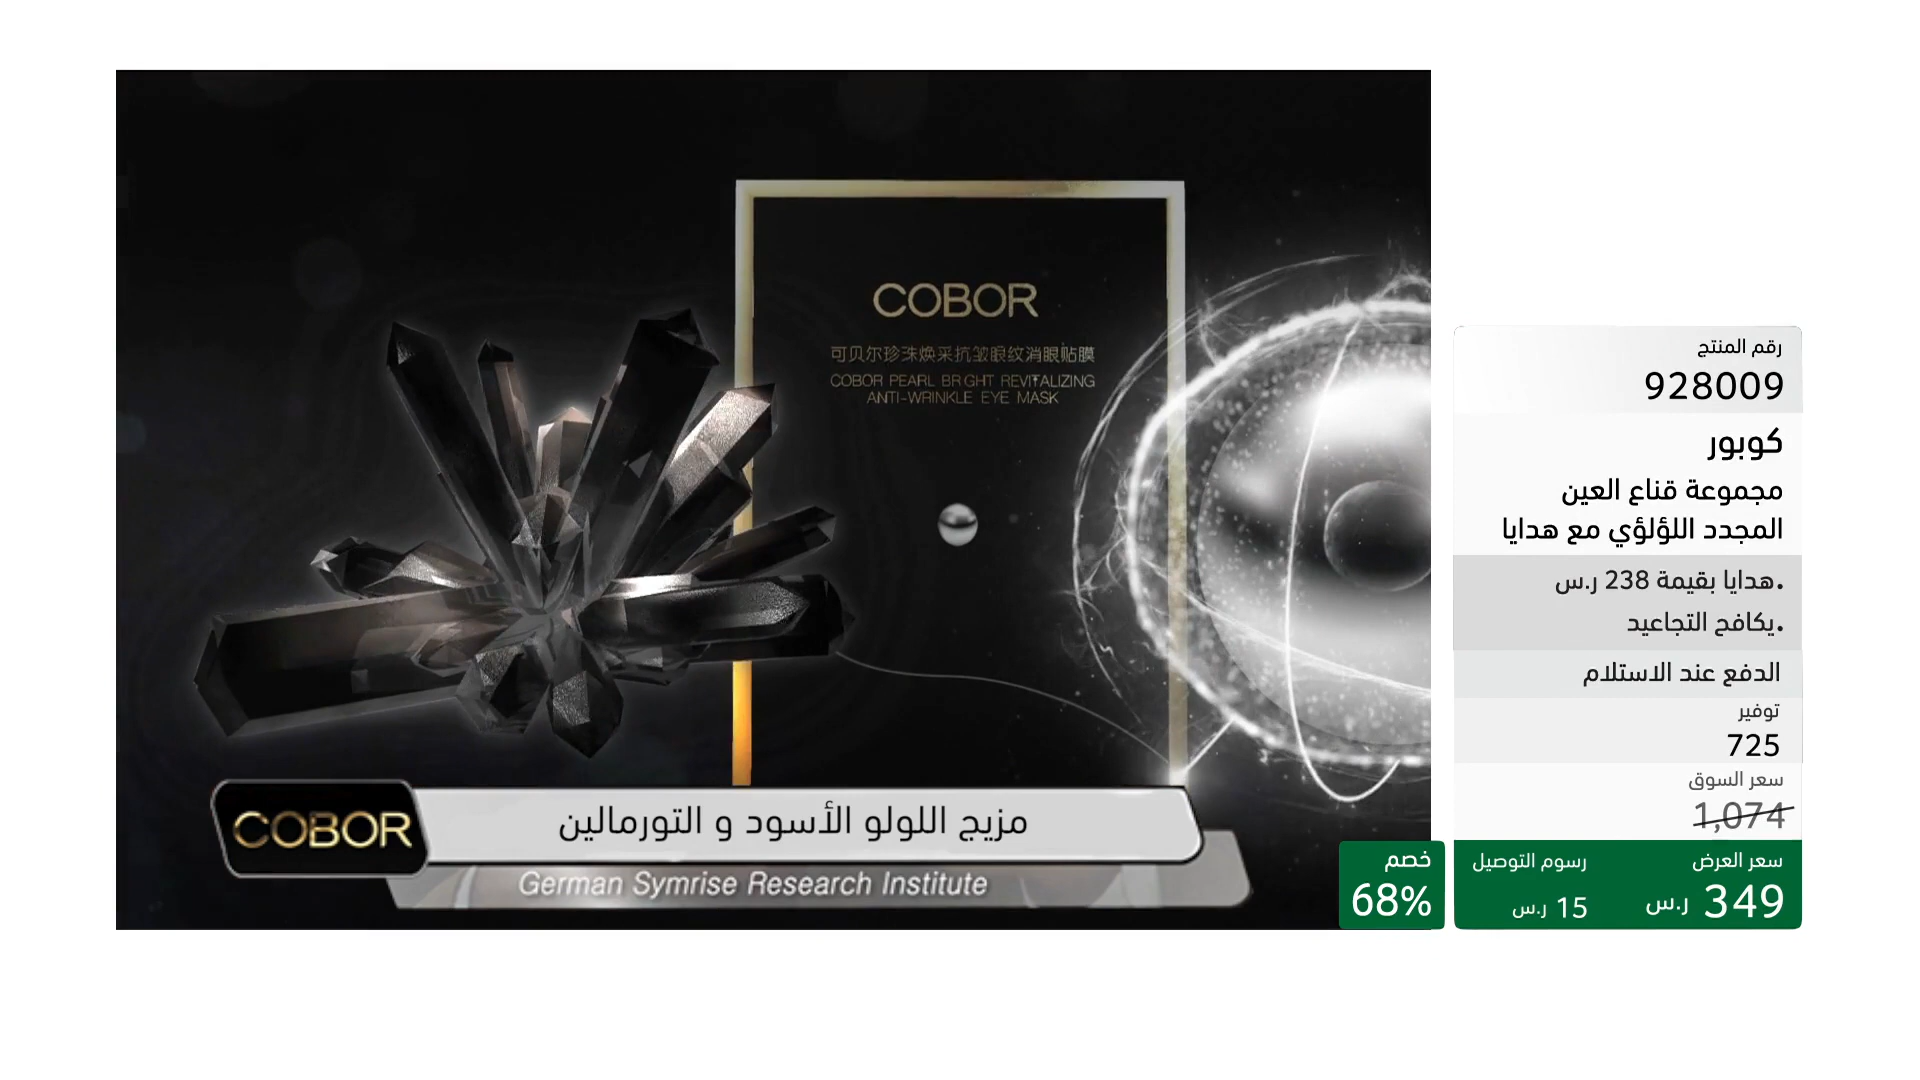 COBOR
可贝尔珍珠焕采抗皱眼纹消眼贴膜
COBOR PEARL BRIGHT REVITALIZING
ANTI-WRINKLE EYE MASK
COBOR
مزيج اللولو الأسود و التورمالين
German Symrise Research Institute
رقم المنتج
928009
كوبور
مجموعة قناع العين
المجدد اللؤلؤي مع هدايا
.هدايا بقيمة 238 ر.س
.يكافح التجاعيد
الدفع عند الاستلام
توفير
725
سعر السوق
1,074
سعر العرض
349 ر.س
رسوم التوصيل
15 ر.س
خصم
68%